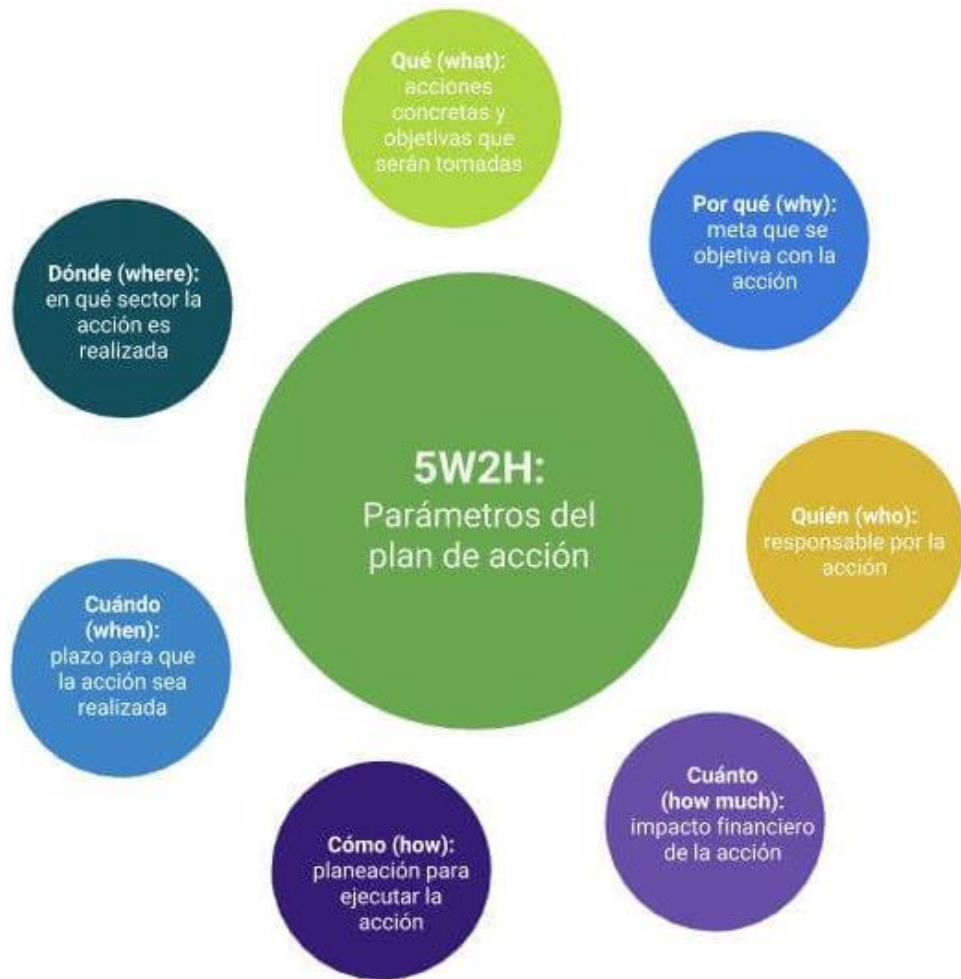 Qué (what):
acciones
concretas y
objetivas que
serán tomadas
Por qué (why):
meta que se
objetiva con la
acción
Dónde (where):
en qué sector la
acción es
realizada
5W2H:
Parámetros del
plan de acción
Quién (who):
responsable por la
acción
Cuándo
(when):
plazo para que
la acción sea
realizada
Cuánto
(how much):
impacto financiero
de la acción
Cómo (how):
planeación para
ejecutar la
acción